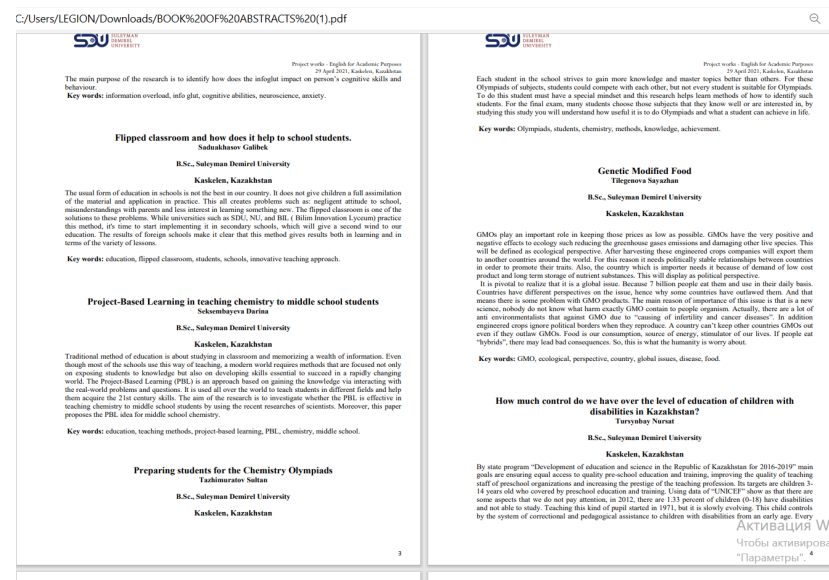 C:/Users/LEGION/Downloads/BOOK%20OF%20ABSTRACTS%20(1).pdf
SDU SULEYMAN
DEMIREL
UNIVERSITY
Project works - English for Academic Purposes
29 April 2021, Kaskelen, Kazakhstan
The main purpose of the research is to identify how does the infoglut impact on person's cognitive skills and
behaviour.
Key words: information overload, info glut, cognitive abilities, neuroscience, anxiety.
Flipped classroom and how does it help to school students.
Saduakhasov Galibek
B.Sc., Suleyman Demirel University
Kaskelen, Kazakhstan
The usual form of education in schools is not the best in our country. It does not give children a full assimilation
of the material and application in practice. This all creates problems such as: negligent attitude to school,
misunderstandings with parents and less interest in learning something new. The flipped classroom is one of the
solutions to these problems. While universities such as SDU, NU, and BIL ( Bilim Innovation Lyceum) practice
this method, it's time to start implementing it in secondary schools, which will give a second wind to our
education. The results of foreign schools make it clear that this method gives results both in learning and in
terms of the variety of lessons.
Key words: education, flipped classroom, students, schools, innovative teaching approach.
Project-Based Learning in teaching chemistry to middle school students
Seksembayeva Darina
B.Sc., Suleyman Demirel University
Kaskelen, Kazakhstan
Traditional method of education is about studying in classroom and memorizing a wealth of information. Even
though most of the schools use this way of teaching, a modern world requires methods that are focused not only
on exposing students to knowledge but also on developing skills essential to succeed in a rapidly changing
world. The Project-Based Learning (PBL) is an approach based on gaining the knowledge via interacting with
the real-world problems and questions. It is used all over the world to teach students in different fields and help
them acquire the 21st century skills. The aim of the research is to investigate whether the PBL is effective in
teaching chemistry to middle school students by using the recent researches of scientists. Moreover, this paper
proposes the PBL idea for middle school chemistry.
Key words: education, teaching methods, project-based learning, PBL, chemistry, middle school.
Preparing students for the Chemistry Olympiads
Tazhimuratov Sultan
B.Sc., Suleyman Demirel University
Kaskelen, Kazakhstan
3
SDU SULEYMAN
DEMIREL
UNIVERSITY
Project works - English for Academic Purposes
29 April 2021, Kaskelen, Kazakhstan
Each student in the school strives to gain more knowledge and master topics better than others. For these
Olympiads of subjects, students could compete with each other, but not every student is suitable for Olympiads.
To do this student must have a special mindset and this research helps learn methods of how to identify such
students. For the final exam, many students choose those subjects that they know well or are interested in, by
studying this study you will understand how useful it is to do Olympiads and what a student can achieve in life.
Key words: Olympiads, students, chemistry, methods, knowledge, achievement.
Genetic Modified Food
Tilegenova Sayazhan
B.Sc., Suleyman Demirel University
Kaskelen, Kazakhstan
GMOs play an important role in keeping those prices as low as possible. GMOs have the very positive and
negative effects to ecology such reducing the greenhouse gases emissions and damaging other live species. This
will be defined as ecological perspective. After harvesting these engineered crops companies will export them
to another countries around the world. For this reason it needs politically stable relationships between countries
in order to promote their traits. Also, the country which is importer needs it because of demand of low cost
product and long term storage of nutrient substances. This will display as political perspective.
It is pivotal to realize that it is a global issue. Because 7 billion people eat them and use in their daily basis.
Countries have different perspectives on the issue, hence why some countries have outlawed them. And that
means there is some problem with GMO products. The main reason of importance of this issue is that is a new
science, nobody do not know what harm exactly GMO contain to people organism. Actually, there are a lot of
anti environmentalists that against GMO due to "causing of infertility and cancer diseases". In addition
engineered crops ignore political borders when they reproduce. A country can't keep other countries GMOs out
even if they outlaw GMOs. Food is our consumption, source of energy, stimulator of our lives. If people eat
"hybrids", there may lead bad consequences. So, this is what the humanity is worry about.
Key words: GMO, ecological, perspective, country, global issues, disease, food.
How much control do we have over the level of education of children with
disabilities in Kazakhstan?
Tursynbay Nursat
B.Sc., Suleyman Demirel University
Kaskelen, Kazakhstan
By state program "Development of education and science in the Republic of Kazakhstan for 2016-2019" main
goals are ensuring equal access to quality pre-school education and training, improving the quality of teaching
staff of preschool organizations and increasing the prestige of the teaching profession. Its targets are children 3-
14 years old who covered by preschool education and training. Using data of "UNICEF" show as that there are
some aspects that we do not pay attention, in 2012, there are 1.33 percent of children (0-18) have disabilities
and not able to study. Teaching this kind of pupil started in 1971, but it is slowly evolving. This child controls
by the system of correctional and pedagogical assistance to children with disabilities from an early age. Every
Активация W
Чтобы активирова
"Параметры".
4